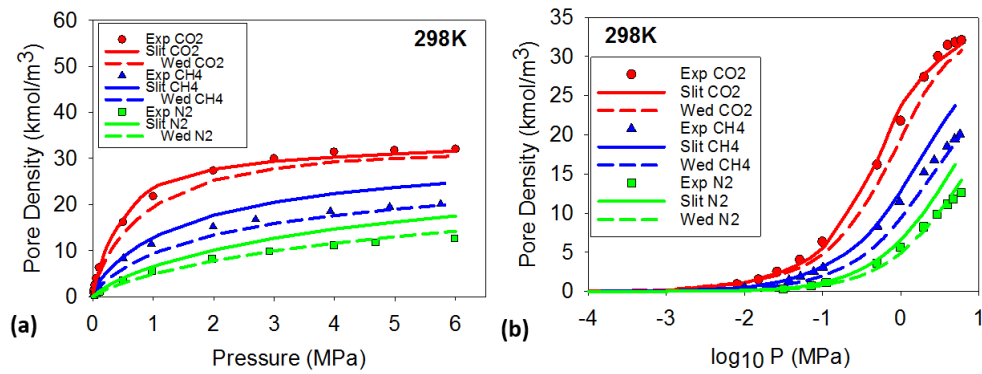 60
50
40
30
20
10
0
Pore Density (kmol/m³)
298K
Exp CO2
Slit CO2
Wed CO2
Exp CH4
Slit CH4
Wed CH4
Exp N2
Slit N2
Wed N2
0 1 2 3 4 5 6
Pressure (MPa)
(a)
35
30
25
20
15
10
5
0
Pore Density (kmol/m³)
298K
Exp CO2
Slit CO2
Wed CO2
Exp CH4
Slit CH4
Wed CH4
Exp N2
Slit N2
Wed N2
-4 -3 -2 -1 0 1
log10 P (MPa)
(b)